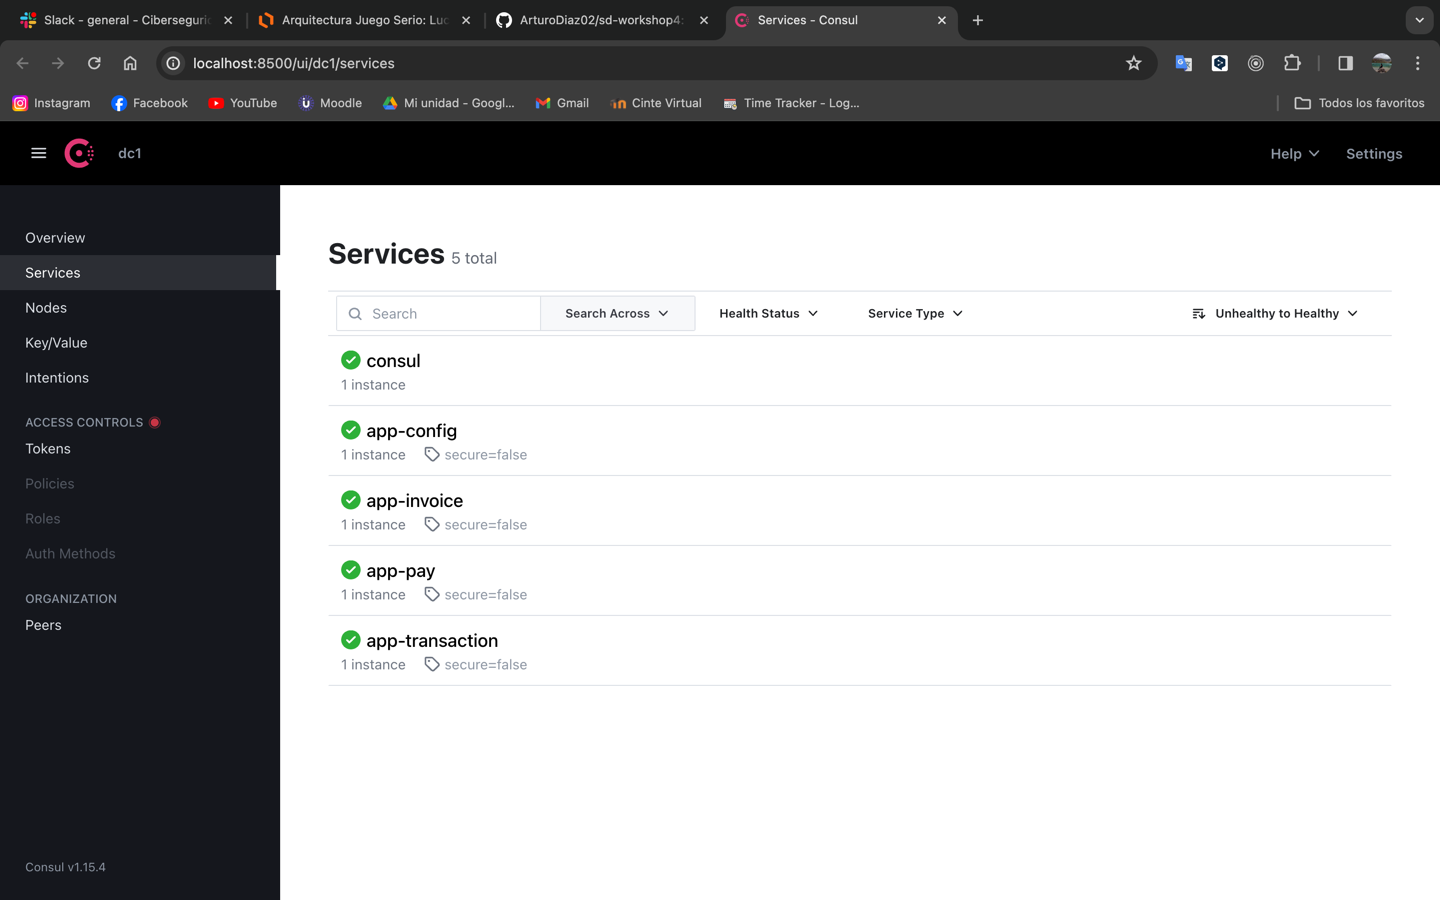 Slack - general - Cibersegurid
Arquitectura Juego Serio: Luc
ArturoDiaz02/sd-workshop4:
Services - Consul
localhost:8500/ui/dc1/services
Instagram
Facebook
YouTube
Moodle
Mi unidad - Googl...
Gmail
Cinte Virtual
Time Tracker - Log...
Todos los favoritos
dc1
Help
Settings
Overview
Services
Nodes
Key/Value
Intentions
ACCESS CONTROLS
Tokens
Policies
Roles
Auth Methods
ORGANIZATION
Peers
Consul v1.15.4
Services 5 total
Search
Search Across
Health Status
Service Type
Unhealthy to Healthy
consul
1 instance
app-config
1 instance secure=false
app-invoice
1 instance secure=false
app-pay
1 instance secure=false
app-transaction
1 instance secure=false